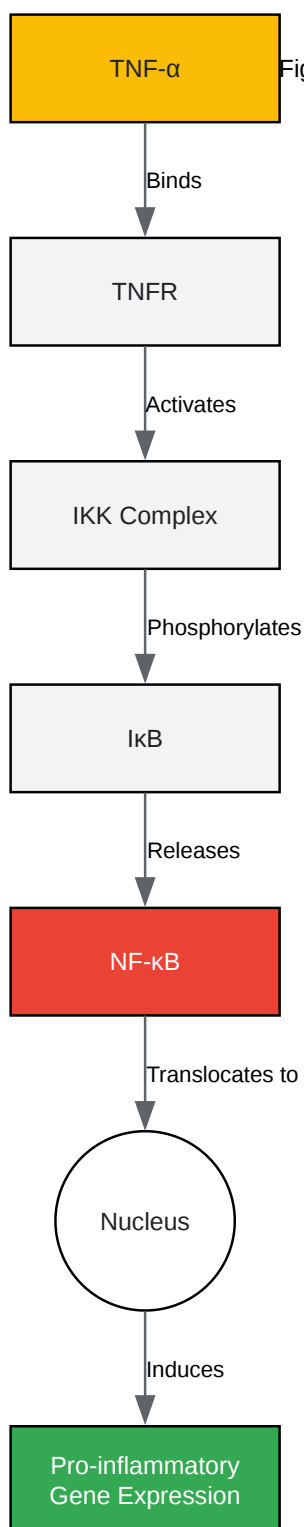 TNF-α
Fig
Binds
TNFR
Activates
IKK Complex
Phosphorylates
IκB
Releases
NF-κB
Translocates to
Nucleus
Induces
Pro-inflammatory
Gene Expression